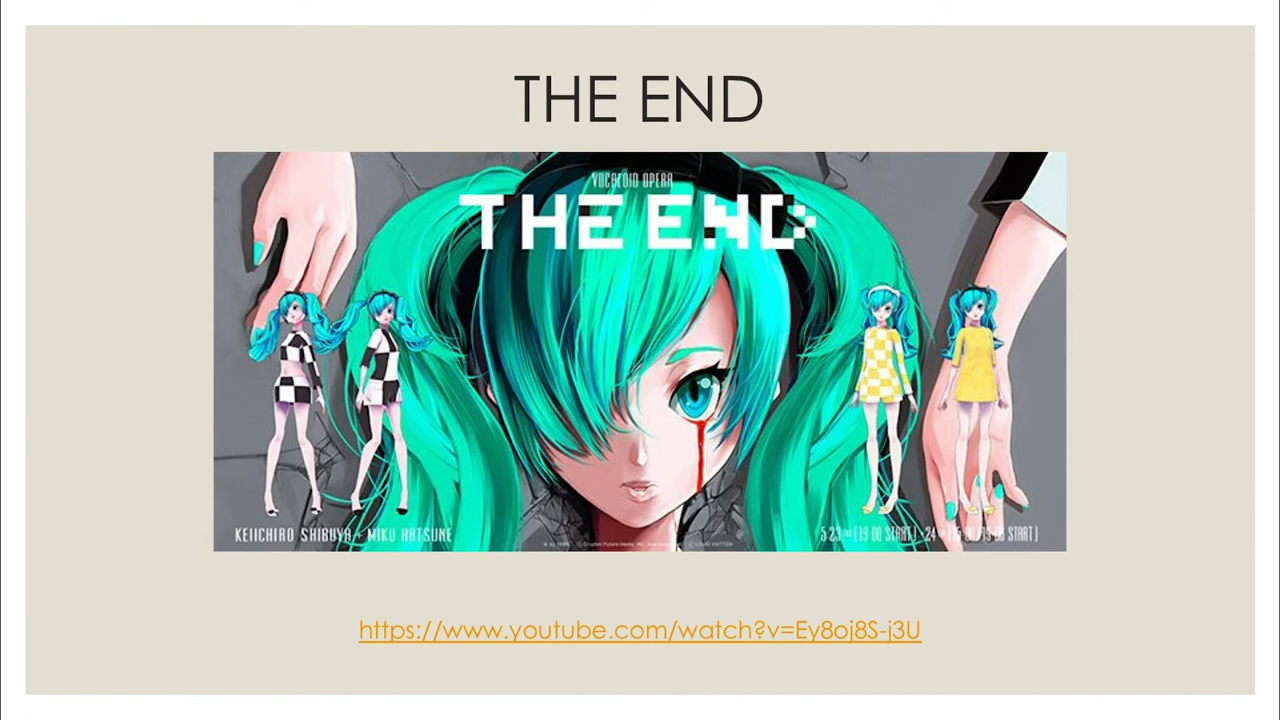 THE END
VOCALOID OPERA
THE END
KEIICHIRO SHIBUYA + MIKU HATSUNE
https://www.youtube.com/watch?v=Ey8oj8S-j3U